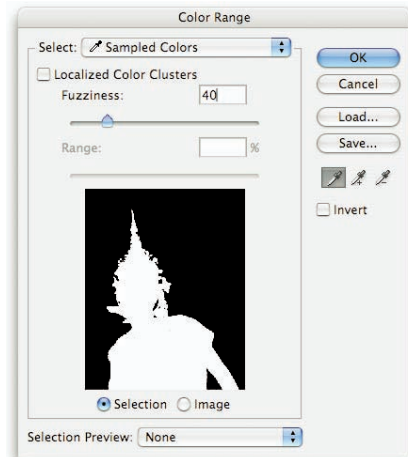 Color Range
Select: Sampled Colors
Localized Color Clusters
Fuzziness: 40
Range: %
Selection Image
Selection Preview: None
OK
Cancel
Load...
Save...
Invert